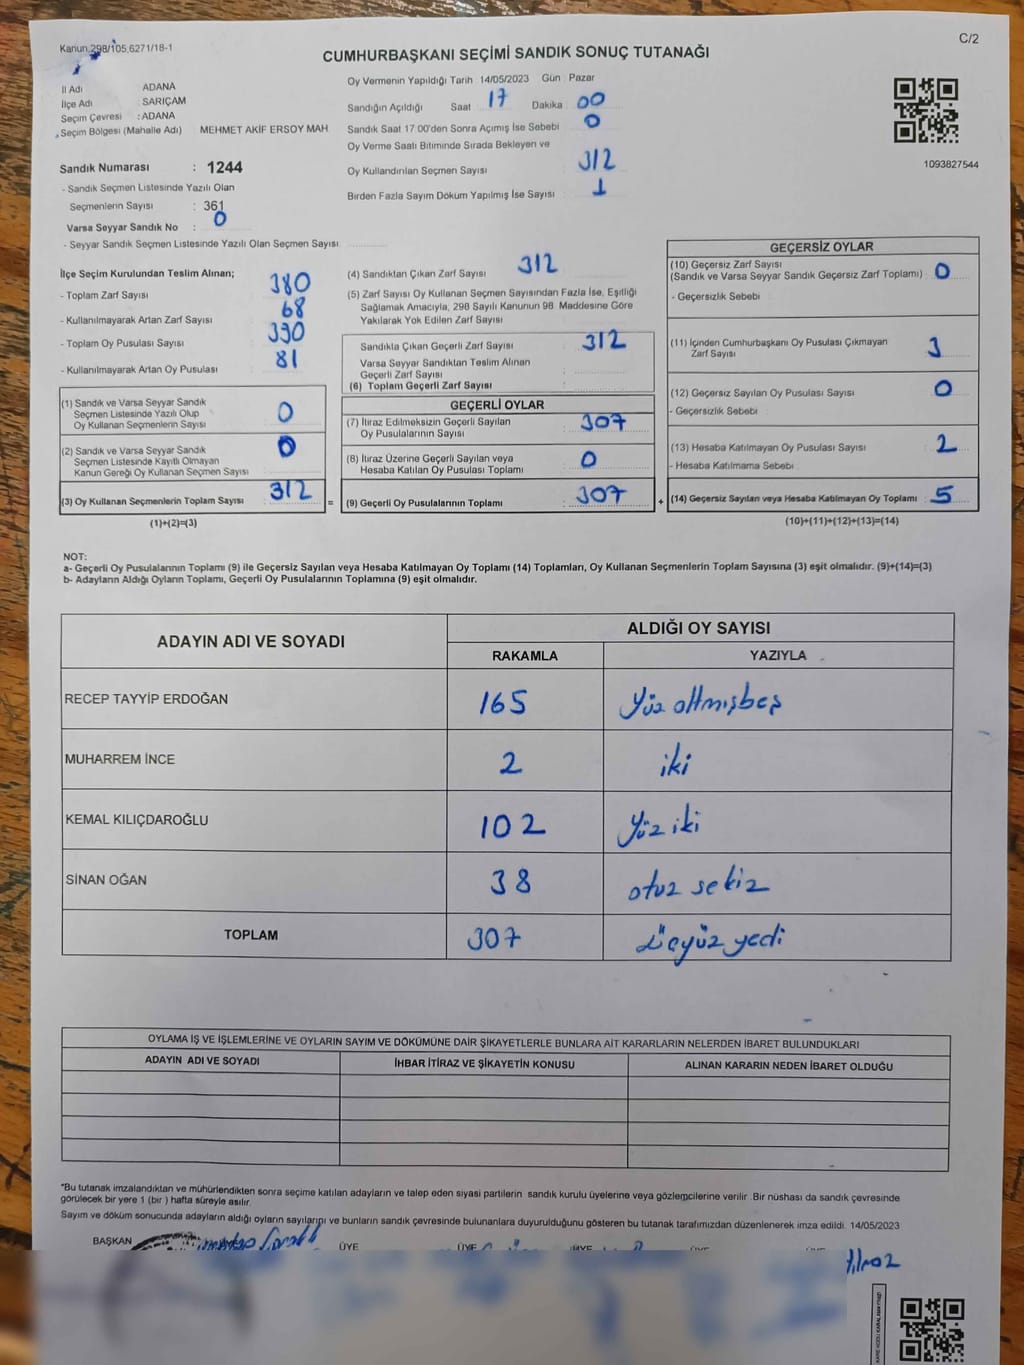 Kanun.298/105,6271/18-1
C/2
CUMHURBAŞKANI SEÇİMİ SANDIK SONUÇ TUTANAĞI
İl Adı ADANA
İlçe Adı : SARIÇAM
Seçim Çevresi : ADANA
Seçim Bölgesi (Mahalle Adı) MEHMET AKİF ERSOY MAH
Sandık Numarası : 1244
- Sandık Seçmen Listesinde Yazılı Olan
Seçmenlerin Sayısı : 361
Varsa Seyyar Sandık No : 0
- Seyyar Sandık Seçmen Listesinde Yazılı Olan Seçmen Sayısı
Oy Vermenin Yapıldığı Tarih 14/05/2023 Gün Pazar
Sandığın Açıldığı Saat 17 Dakika 00
Sandık Saat 17 00'den Sonra Açımış İse Sebebi 0
Oy Verme Saati Bitiminde Sırada Bekleyen ve
Oy Kullandırılan Seçmen Sayısı 312
Birden Fazla Sayım Döküm Yapılmış İse Sayısı 1
1093827544
İlçe Seçim Kurulundan Teslim Alınan;
- Toplam Zarf Sayısı 380
- Kullanılmayarak Artan Zarf Sayısı 68
- Toplam Oy Pusulası Sayısı 390
- Kullanılmayarak Artan Oy Pusulası 81
(1) Sandık ve Varsa Seyyar Sandık
Seçmen Listesinde Yazılı Olup
Oy Kullanan Seçmenlerin Sayısı 0
(2) Sandık ve Varsa Seyyar Sandık
Seçmen Listesinde Kayıtlı Olmayan
Kanun Gereği Oy Kullanan Seçmen Sayısı 0
(3) Oy Kullanan Seçmenlerin Toplam Sayısı : 312 =
(1)+(2)=(3)
(4) Sandıktan Çıkan Zarf Sayısı 312
(5) Zarf Sayısı Oy Kullanan Seçmen Sayısından Fazla İse, Eşitliği
Sağlamak Amacıyla, 298 Sayılı Kanunun 98. Maddesine Göre
Yakılarak Yok Edilen Zarf Sayısı
Sandıkta Çıkan Geçerli Zarf Sayısı : 312
Varsa Seyyar Sandıktan Teslim Alınan
Geçerli Zarf Sayısı :
(6) Toplam Geçerli Zarf Sayısı :
GEÇERLİ OYLAR
(7) İtiraz Edilmeksizin Geçerli Sayılan
Oy Pusulalarının Sayısı : 307
(8) İtiraz Üzerine Geçerli Sayılan veya
Hesaba Katılan Oy Pusulası Toplamı : 0
(9) Geçerli Oy Pusulalarının Toplamı : 307 +
GEÇERSİZ OYLAR
(10) Geçersiz Zarf Sayısı
(Sandık ve Varsa Seyyar Sandık Geçersiz Zarf Toplamı) : 0
- Geçersizlik Sebebi :
(11) İçinden Cumhurbaşkanı Oy Pusulası Çıkmayan
Zarf Sayısı : 3
(12) Geçersiz Sayılan Oy Pusulası Sayısı : 0
- Geçersizlik Sebebi :
(13) Hesaba Katılmayan Oy Pusulası Sayısı : 2
- Hesaba Katılmama Sebebi :
(14) Geçersiz Sayılan veya Hesaba Katılmayan Oy Toplamı : 5
(10)+(11)+(12)+(13)=(14)
NOT:
a- Geçerli Oy Pusulalarının Toplamı (9) ile Geçersiz Sayılan veya Hesaba Katılmayan Oy Toplamı (14) Toplamları, Oy Kullanan Seçmenlerin Toplam Sayısına (3) eşit olmalıdır. (9)+(14)=(3)
b- Adayların Aldığı Oyların Toplamı, Geçerli Oy Pusulalarının Toplamına (9) eşit olmalıdır.
ADAYIN ADI VE SOYADI
ALDIĞI OY SAYISI
RAKAMLA YAZIYLA
RECEP TAYYİP ERDOĞAN 165 Yüz altmışbeş
MUHARREM İNCE 2 iki
KEMAL KILIÇDAROĞLU 102 Yüz iki
SİNAN OĞAN 38 otuz sekiz
TOPLAM 307 Üçyüz yedi
OYLAMA İŞ VE İŞLEMLERİNE VE OYLARIN SAYIM VE DÖKÜMÜNE DAİR ŞİKAYETLERLE BUNLARA AİT KARARLARIN NELERDEN İBARET BULUNDUKLARI
ADAYIN ADI VE SOYADI İHBAR İTİRAZ VE ŞİKAYETİN KONUSU ALINAN KARARIN NEDEN İBARET OLDUĞU
*Bu tutanak imzalandıktan ve mühürlendikten sonra seçime katılan adayların ve talep eden siyasi partilerin sandık kurulu üyelerine veya gözlemcilerine verilir .Bir nüshası da sandık çevresinde
görülecek bir yere 1 (bir ) hafta süreyle asılır.
Sayım ve döküm sonucunda adayların aldığı oyların sayılarını ve bunların sandık çevresinde bulunanlara duyurulduğunu gösteren bu tutanak tarafımızdan düzenlenerek imza edildi. 14/05/2023
BAŞKAN ÜYE ÜYE ÜYE ÜYE ÜYE